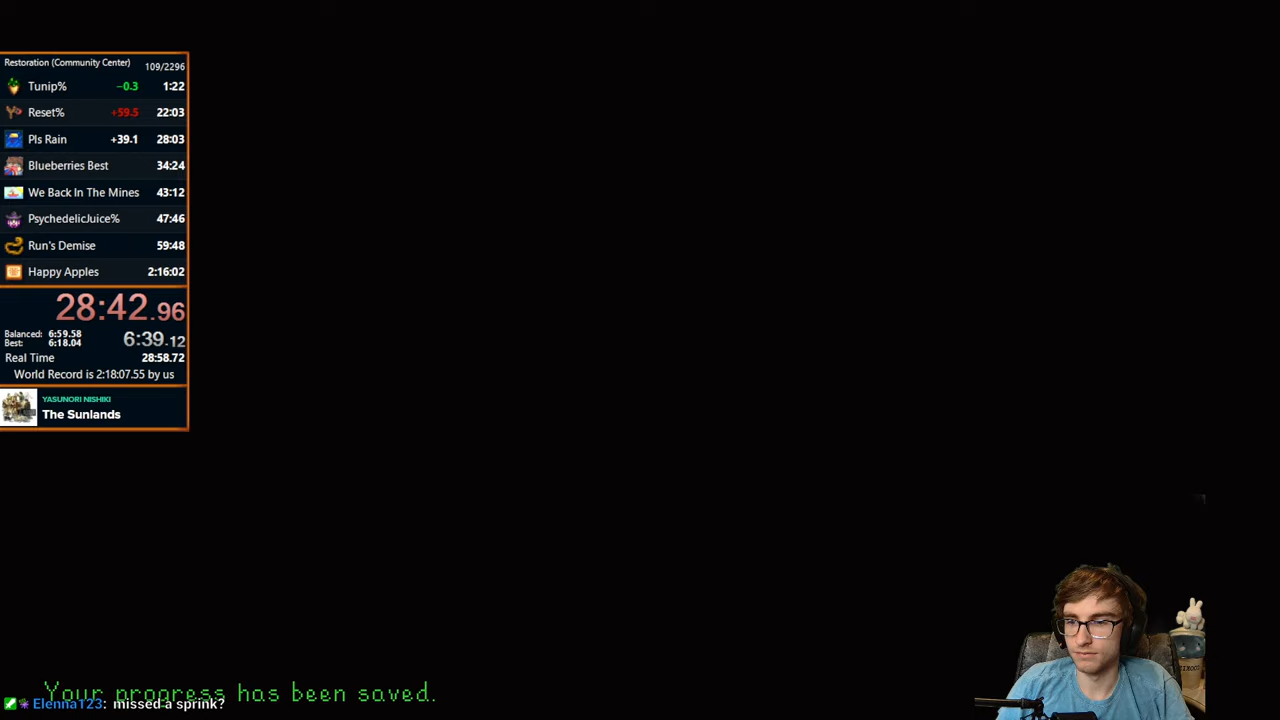 Restoration (Community Center) 109/2296
Tunip% −0.3 1:22
Reset% +59.5 22:03
Pls Rain +39.1 28:03
Blueberries Best 34:24
We Back In The Mines 43:12
PsychedelicJuice% 47:46
Run's Demise 59:48
Happy Apples 2:16:02
28:42.96
Balanced: 6:59.58
Best: 6:18.04
6:39.12
Real Time 28:58.72
World Record is 2:18:07.55 by us
YASUNORI NISHIKI
The Sunlands
Your progress has been saved.
Elenna123: missed a sprink?